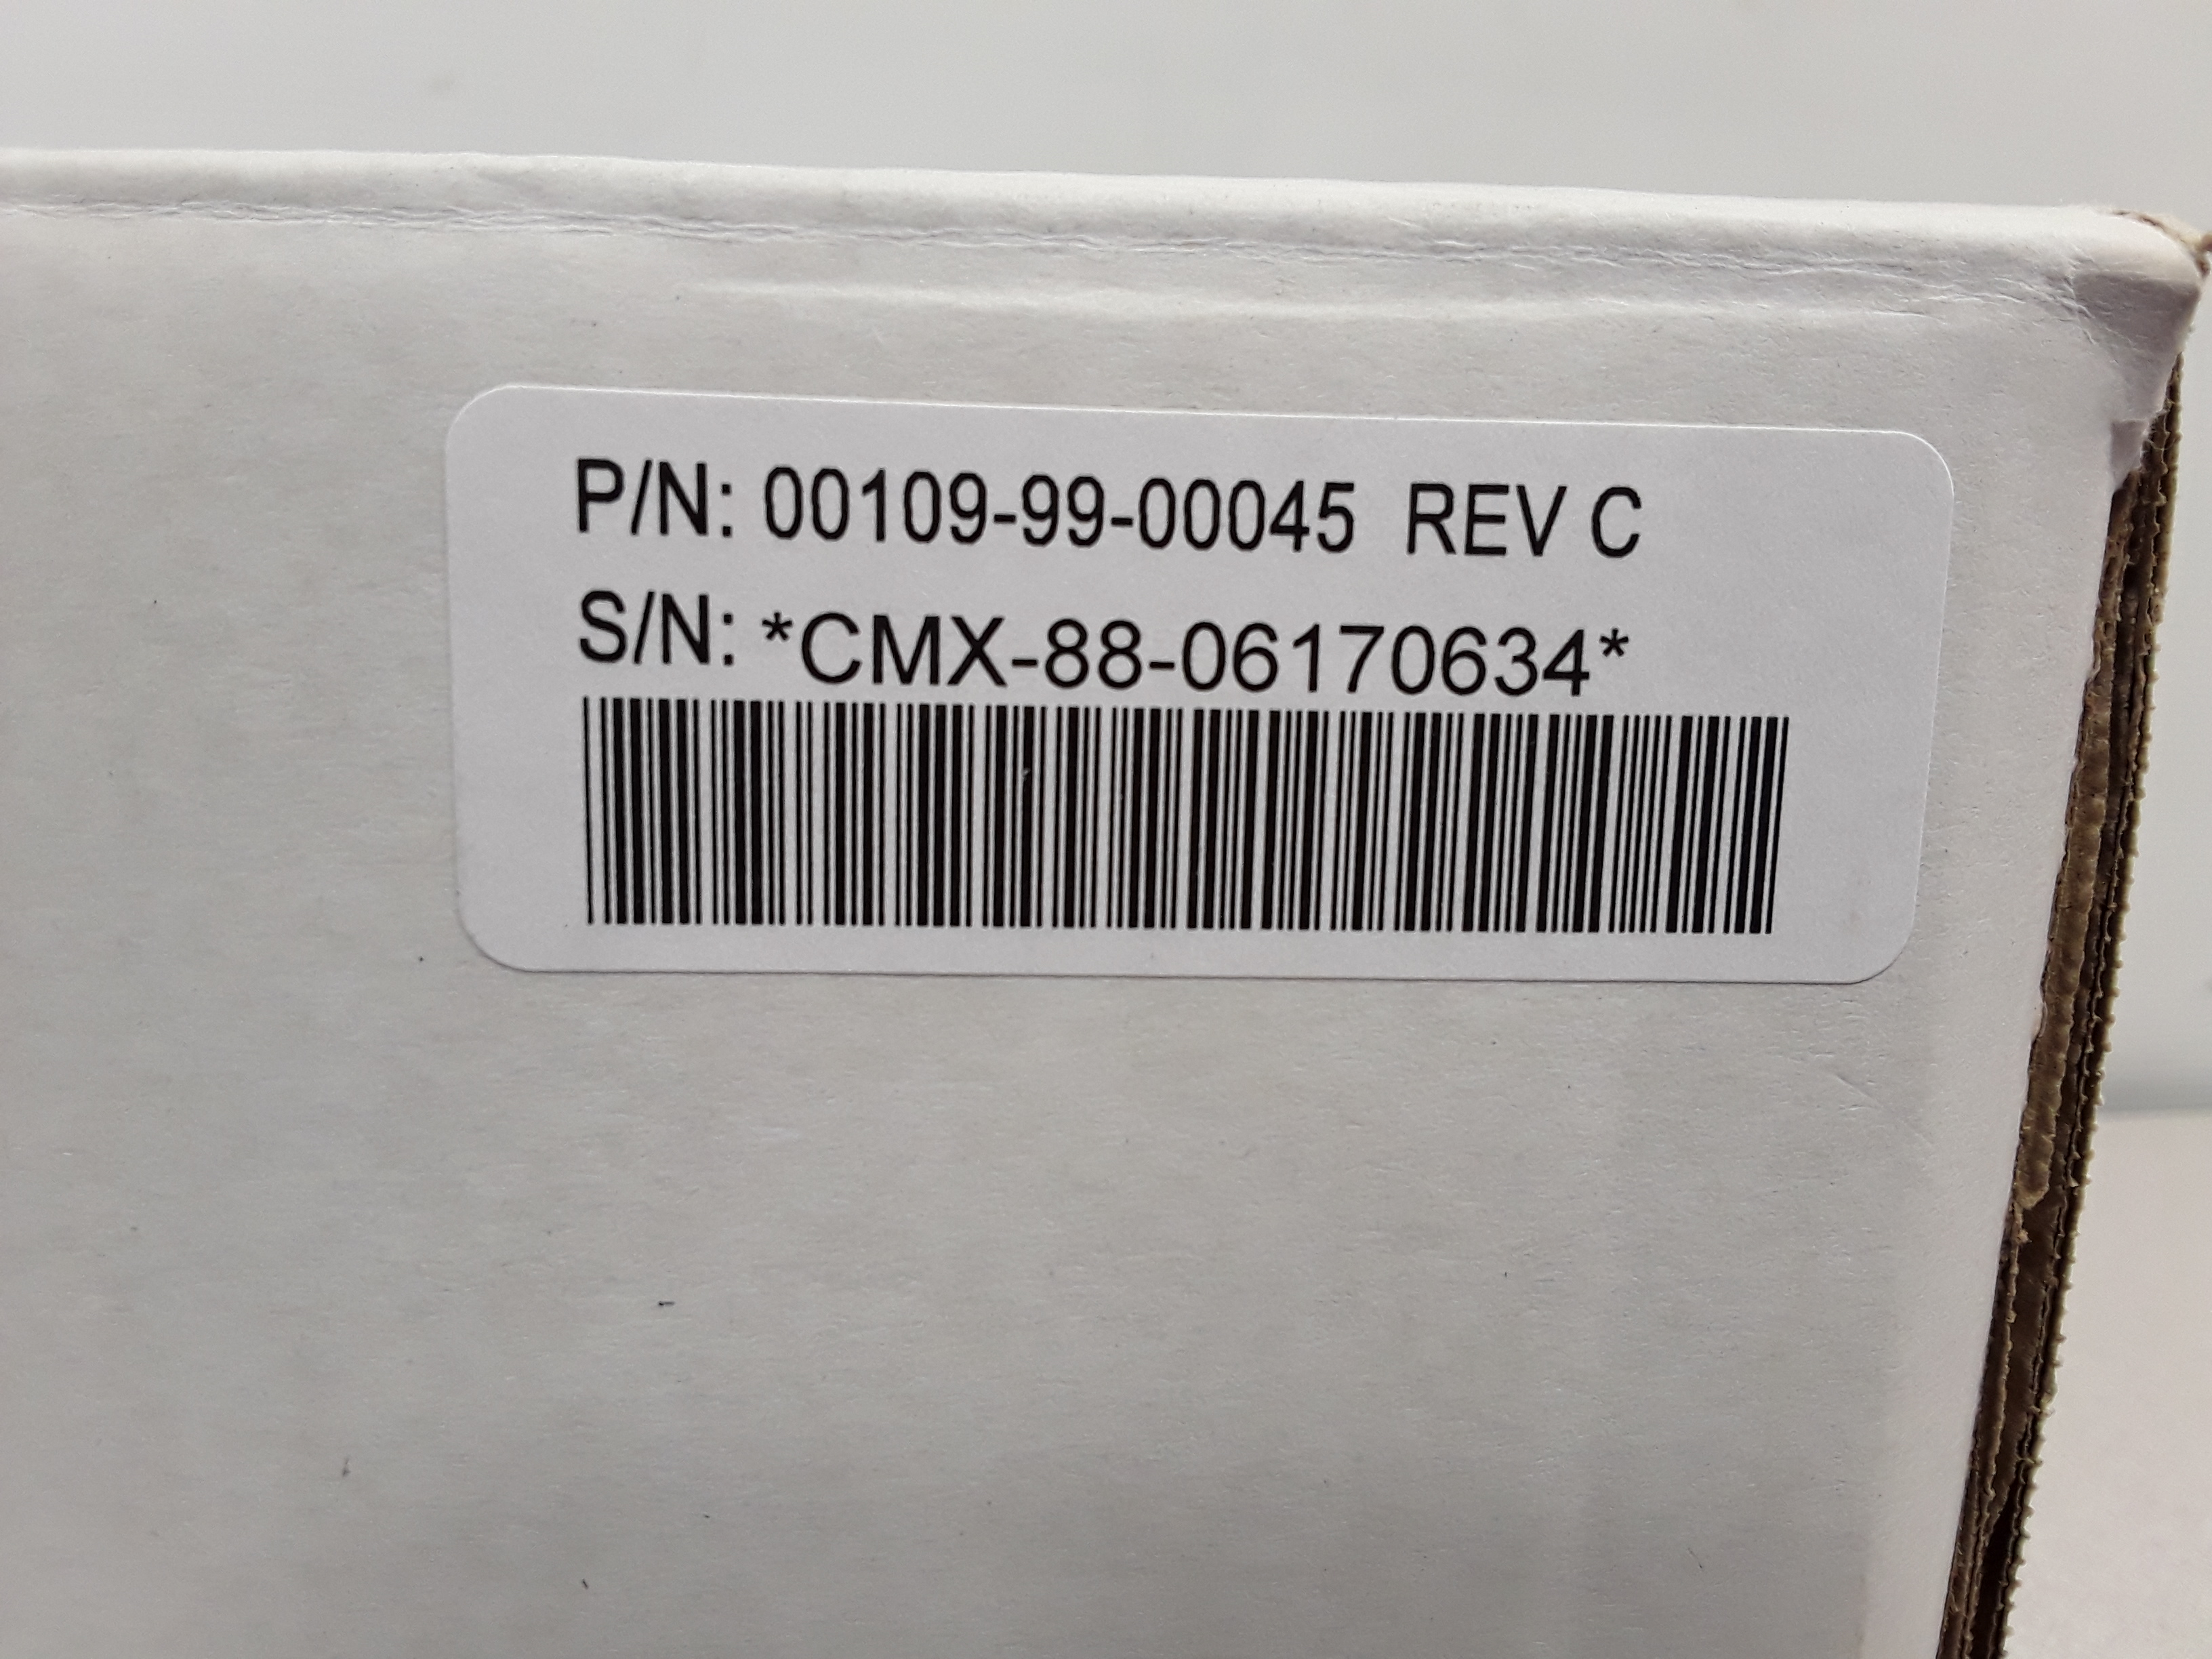 P/N: 00109-99-00045 REV C
S/N: *CMX-88-06170634*